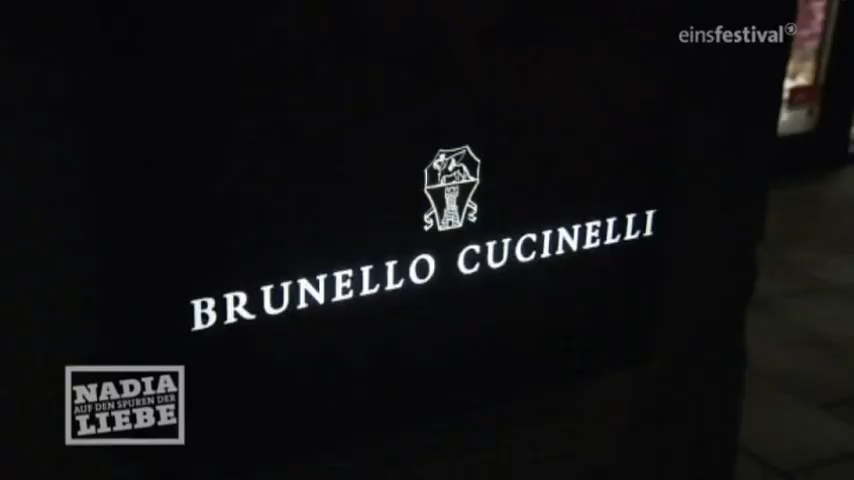 einsfestival
BRUNELLO CUCINELLI
NADIA
AUF DEN SPUREN DER
LIEBE